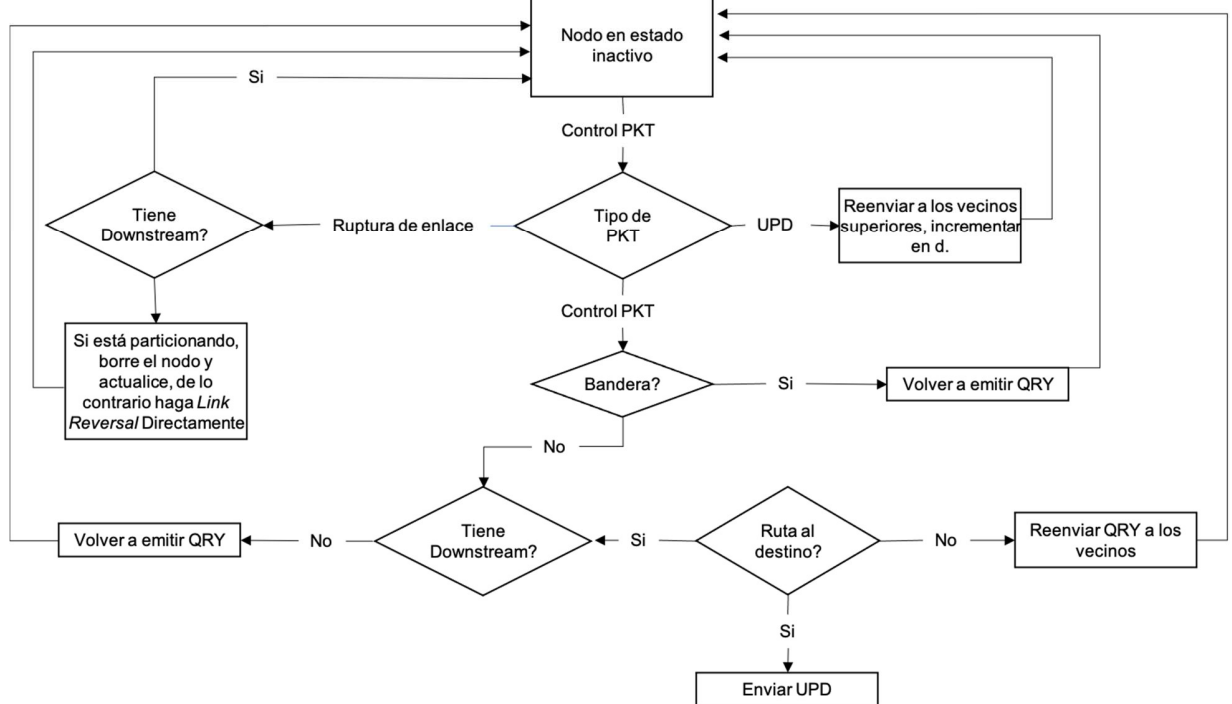 Nodo en estado
inactivo
Si
Control PKT
Tiene
Downstream?
Ruptura de enlace
Tipo de
PKT
UPD
Reenviar a los vecinos
superiores, incrementar
en d.
Control PKT
Si está particionando,
borre el nodo y
actualice, de lo
contrario haga Link
Reversal Directamente
Bandera?
Si
Volver a emitir QRY
No
Volver a emitir QRY
No
Tiene
Downstream?
Si
Ruta al
destino?
No
Reenviar QRY a los
vecinos
Si
Enviar UPD